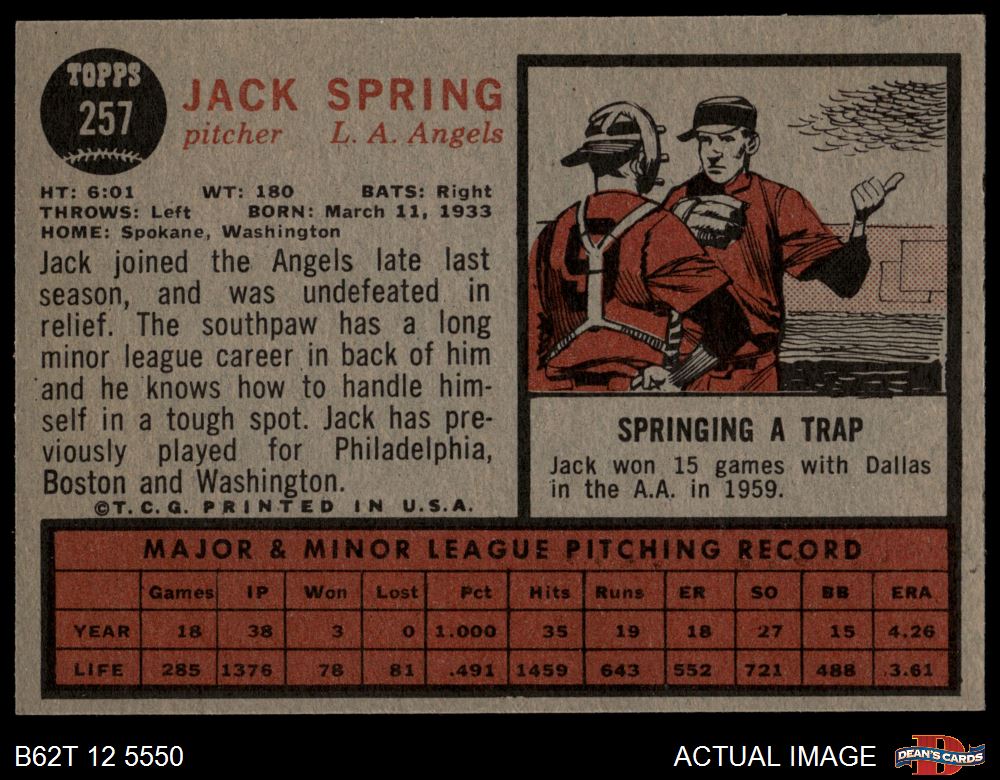 TOPPS
257
JACK SPRING
pitcher L. A. Angels
HT: 6:01 WT: 180 BATS: Right
THROWS: Left BORN: March 11, 1933
HOME: Spokane, Washington
Jack joined the Angels late last
season, and was undefeated in
relief. The southpaw has a long
minor league career in back of him
and he knows how to handle him-
self in a tough spot. Jack has pre-
viously played for Philadelphia,
Boston and Washington.
©T. C. G. PRINTED IN U.S.A.
SPRINGING A TRAP
Jack won 15 games with Dallas
in the A.A. in 1959.
MAJOR & MINOR LEAGUE PITCHING RECORD
Games IP Won Lost Pct Hits Runs ER SO BB ERA
YEAR 18 38 3 0 1.000 35 19 18 27 15 4.26
LIFE 285 1376 78 81 .491 1459 643 552 721 488 3.61
B62T 12 5550
ACTUAL IMAGE
DEAN'S CARDS